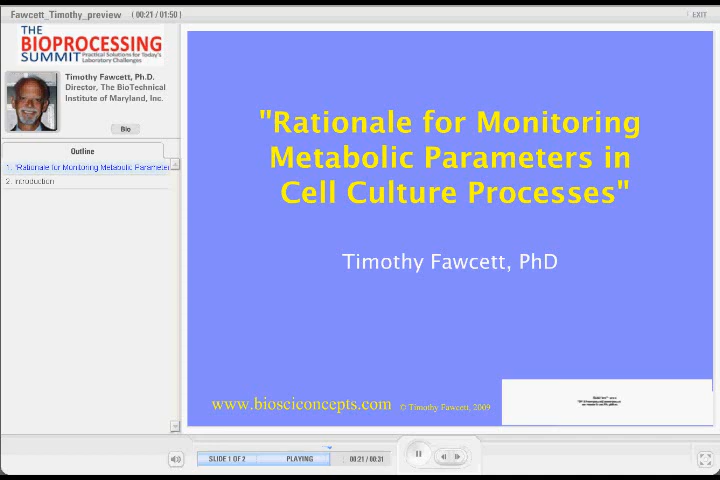 Fawcett_Timothy_preview ( 00:21 / 01:50 )
EXIT
THE
BIOPROCESSING
SUMMIT Practical Solutions for Today's
Laboratory Challenges
Timothy Fawcett, Ph.D.
Director, The BioTechnical
Institute of Maryland, Inc.
Bio
Outline
1. "Rationale for Monitoring Metabolic Parameter
2. Introduction
"Rationale for Monitoring
Metabolic Parameters in
Cell Culture Processes"
Timothy Fawcett, PhD
www.biosciconcepts.com © Timothy Fawcett, 2009
SLIDE 1 OF 2 PLAYING 00:21 / 00:31